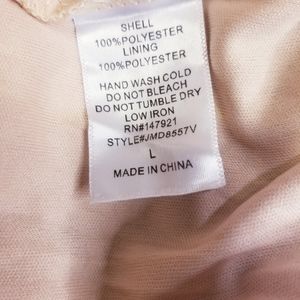 SHELL
100%POLYESTER
LINING
100%POLYESTER
HAND WASH COLD
DO NOT BLEACH
DO NOT TUMBLE DRY
LOW IRON
RN#147921
STYLE#JMD8557V
L
MADE IN CHINA